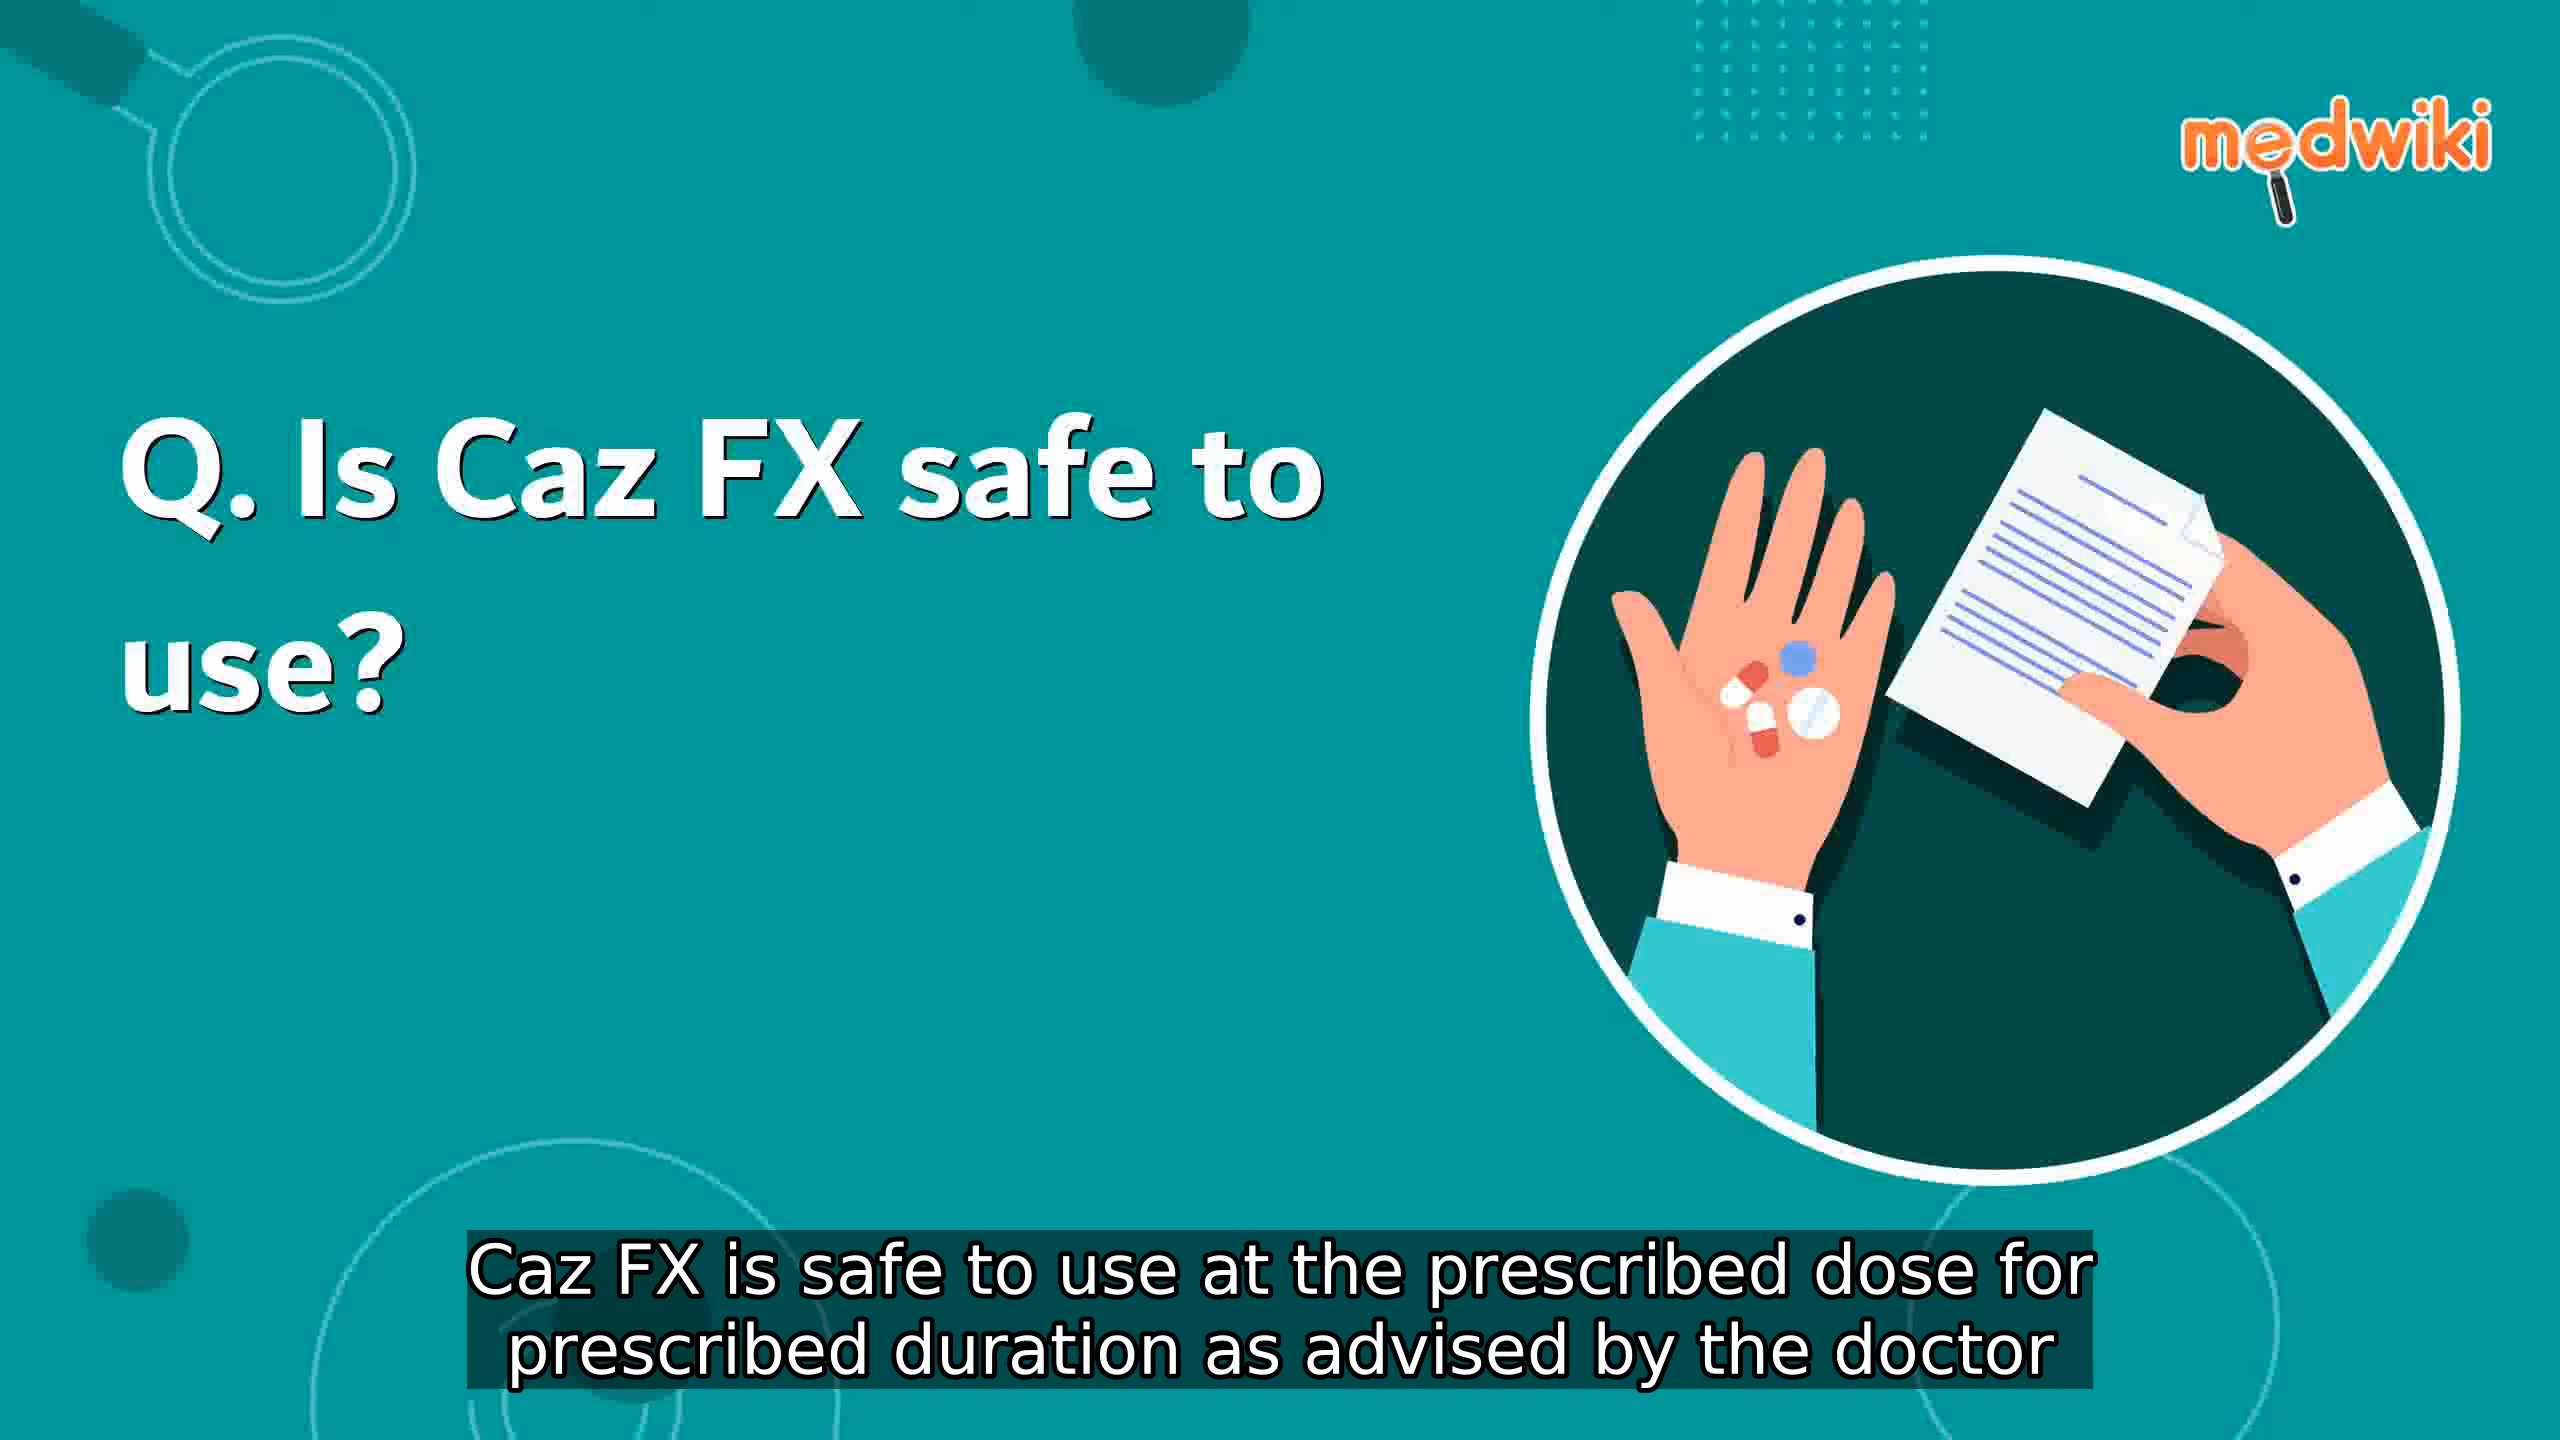 medwiki
Q. Is Caz FX safe to
use?
Caz FX is safe to use at the prescribed dose for
prescribed duration as advised by the doctor